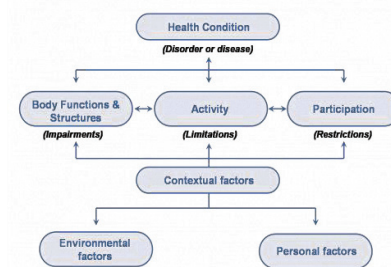 Health Condition
(Disorder or disease)
Body Functions &
Structures
Activity
Participation
(Impairments)
(Limitations)
(Restrictions)
Contextual factors
Environmental
factors
Personal factors